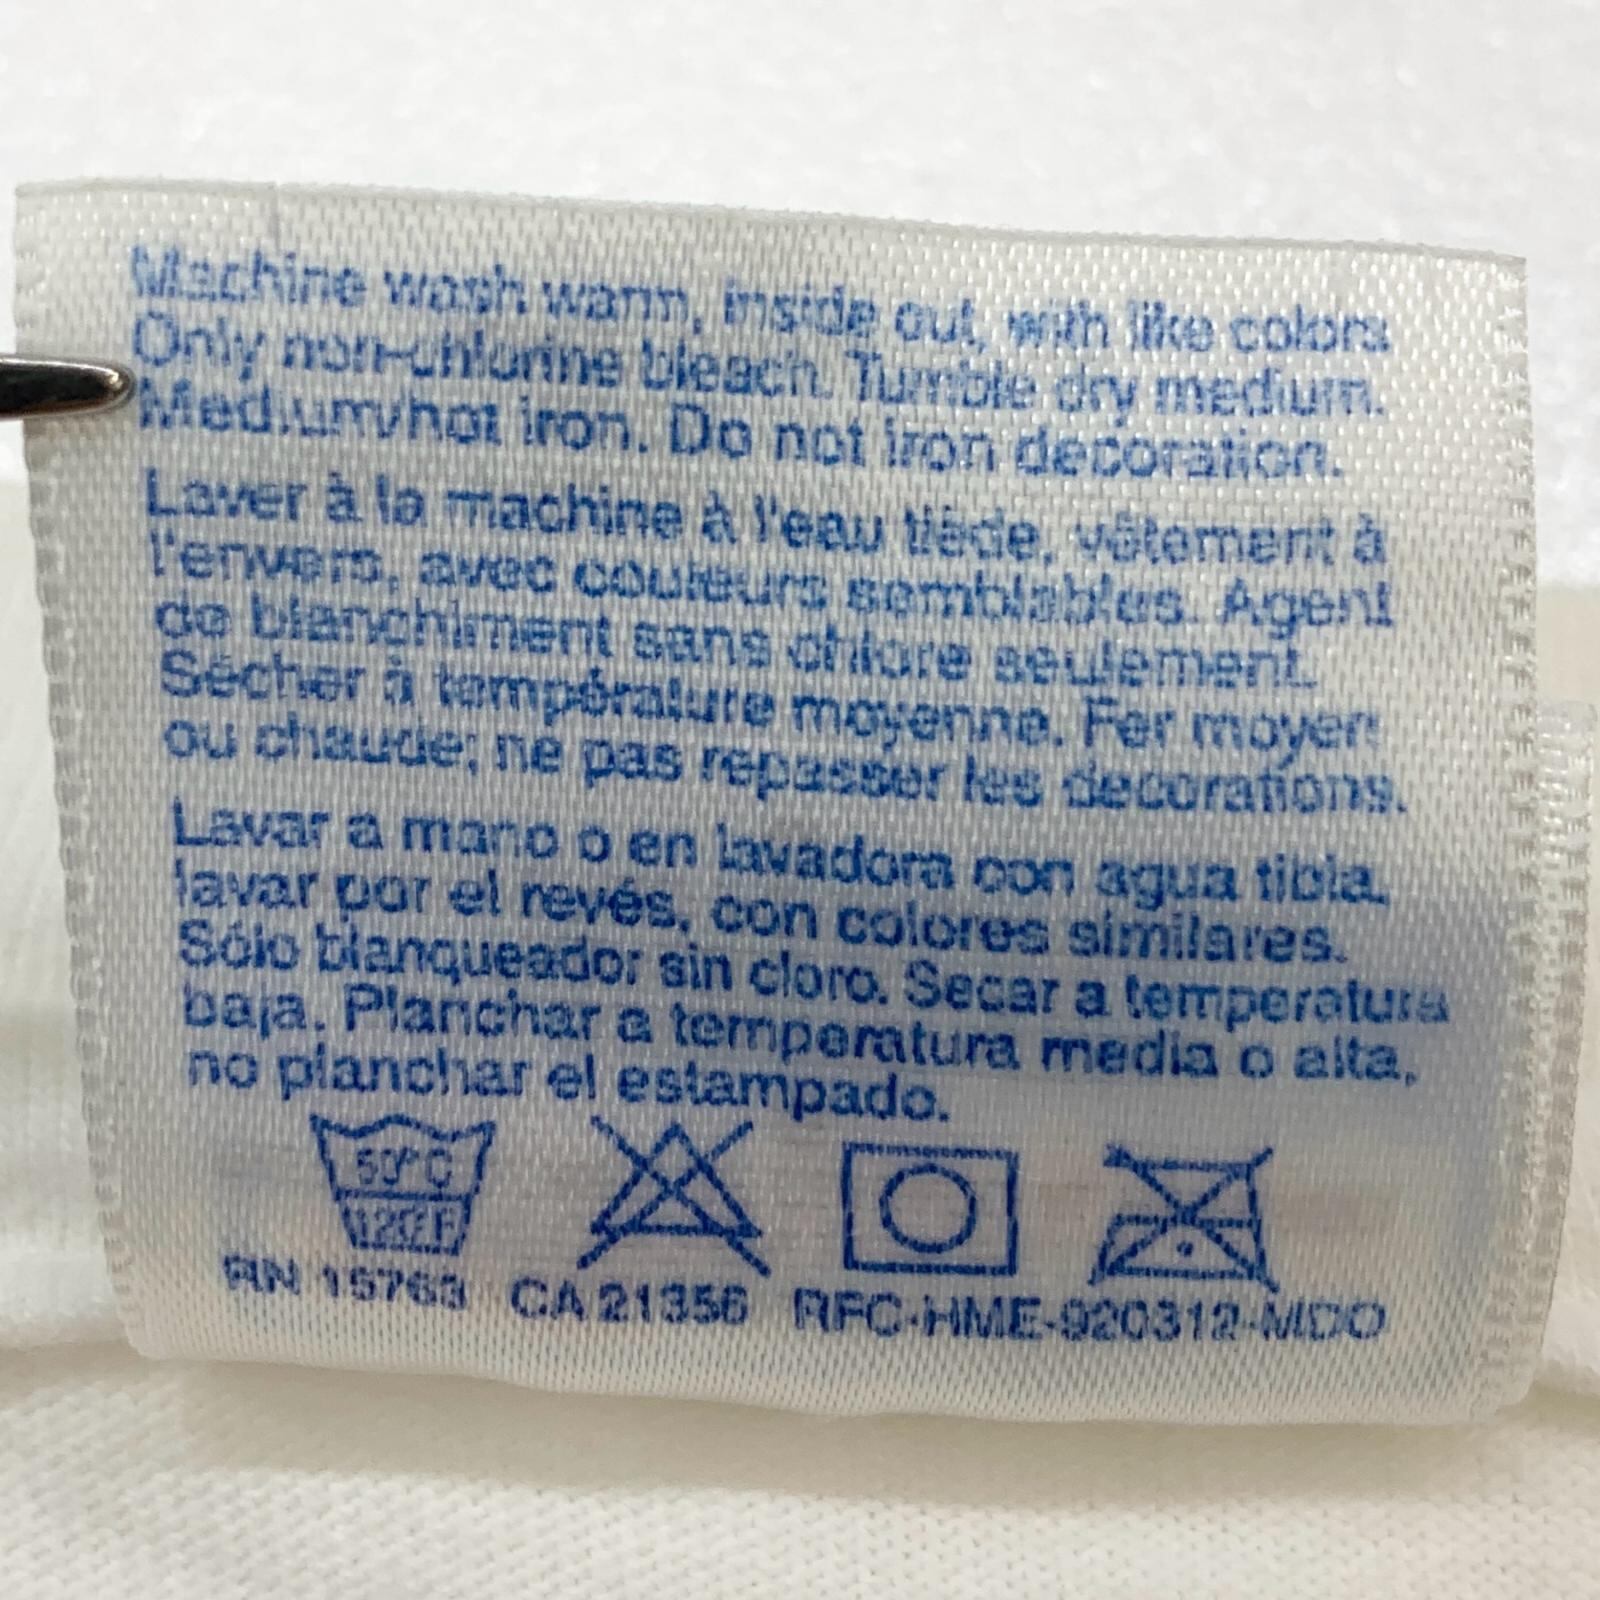 Machine wash warm, inside out, with like colors
Only non-chlorine bleach. Tumble dry medium.
Medium/hot iron. Do not iron decoration.
Laver à la machine à l'eau tiède, vêtement à
l'envers, avec couleurs semblables. Agent
de blanchiment sans chlore seulement.
Sécher à température moyenne. Fer moyen
ou chaude; ne pas repasser les decorations.
Lavar a mano o en lavadora con agua tibia,
lavar por el revés, con colores similares.
Sólo blanqueador sin cloro. Secar a temperatura
baja. Planchar a temperatura media o alta,
no planchar el estampado.
50°C
120°F
RN 15763 CA 21356 RFC-HME-920312-MDO